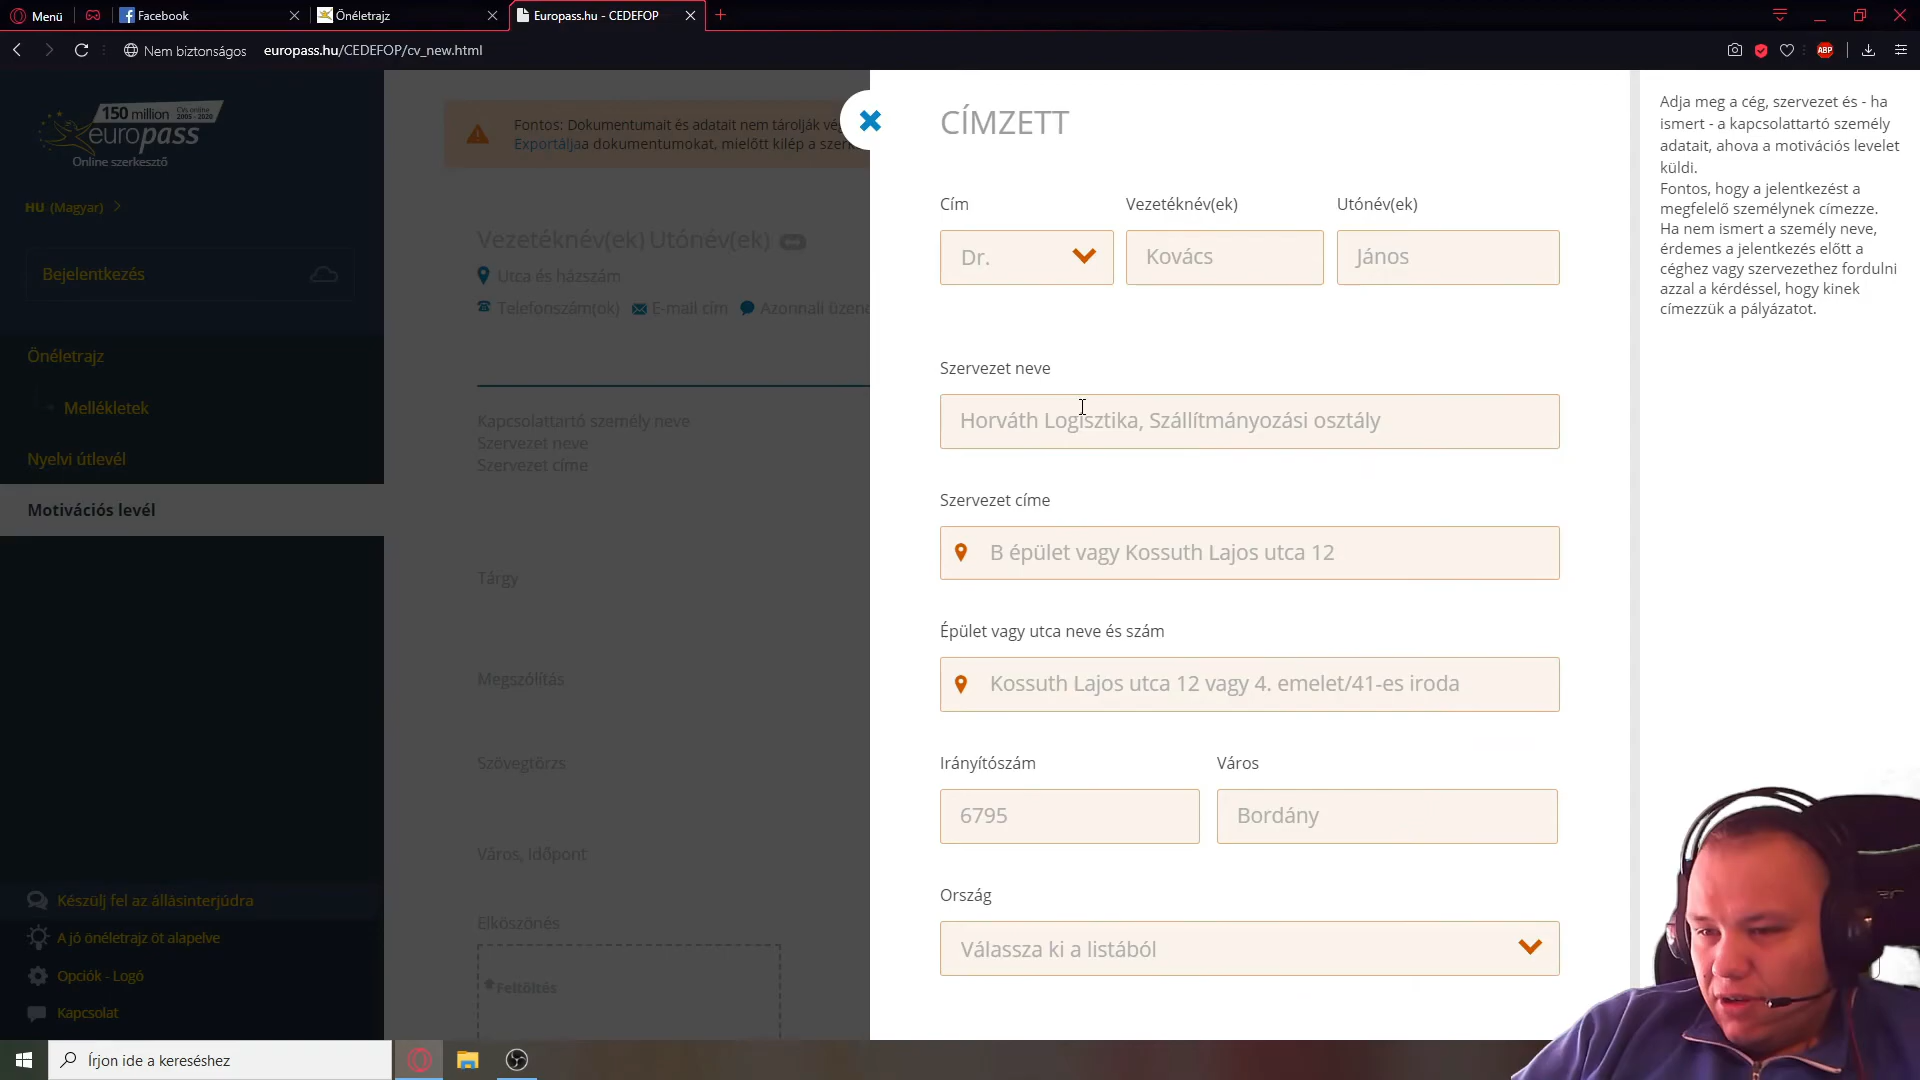 Menü
Facebook
Önéletrajz
Europass.hu - CEDEFOP
Nem biztonságos
europass.hu/CEDEFOP/cv_new.html
ABP
150 million
CVs online
2005 - 2020
europass
Online szerkesztő
HU (Magyar)
Bejelentkezés
Önéletrajz
Mellékletek
Nyelvi útlevél
Motivációs levél
Készülj fel az állásinterjúdra
A jó önéletrajz öt alapelve
Opciók - Logó
Kapcsolat
Fontos: Dokumentumait és adatait nem tárolják
Exportálja a dokumentumokat, mielőtt kilép a
Vezetéknév(ek) Utónév(ek)
Utca és házszám
Telefonszám(ok)
E-mail cím
Azonnali
Kapcsolattartó személy neve
Szervezet neve
Szervezet címe
Tárgy
Megszólítás
Szövegtörzs
Város, Időpont
Elköszönés
Feltöltés
CÍMZETT
Cím
Vezetéknév(ek)
Utónév(ek)
Dr.
Kovács
János
Szervezet neve
Horváth Logisztika, Szállítmányozási osztály
Szervezet címe
B épület vagy Kossuth Lajos utca 12
Épület vagy utca neve és szám
Kossuth Lajos utca 12 vagy 4. emelet/41-es iroda
Irányítószám
Város
6795
Bordány
Ország
Válassza ki a listából
Adja meg a cég, szervezet és - ha
ismert - a kapcsolattartó személy
adatait, ahova a motivációs levelet
küldi.
Fontos, hogy a jelentkezést a
megfelelő személynek címezze.
Ha nem ismert a személy neve,
érdemes a jelentkezés előtt a
céghez vagy szervezethez fordulni
azzal a kérdéssel, hogy kinek
címezzük a pályázatot.
Írjon ide a kereséshez